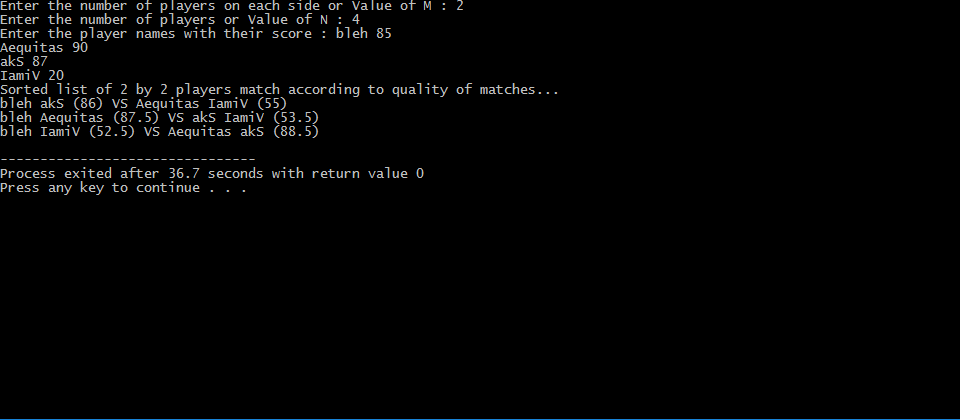 Enter the number of players on each side or Value of M : 2
Enter the number of players or Value of N : 4
Enter the player names with their score : bleh 85
Aequitas 90
akS 87
IamiV 20
Sorted list of 2 by 2 players match according to quality of matches...
bleh akS (86) VS Aequitas IamiV (55)
bleh Aequitas (87.5) VS akS IamiV (53.5)
bleh IamiV (52.5) VS Aequitas akS (88.5)
--------------------------------
Process exited after 36.7 seconds with return value 0
Press any key to continue . . .